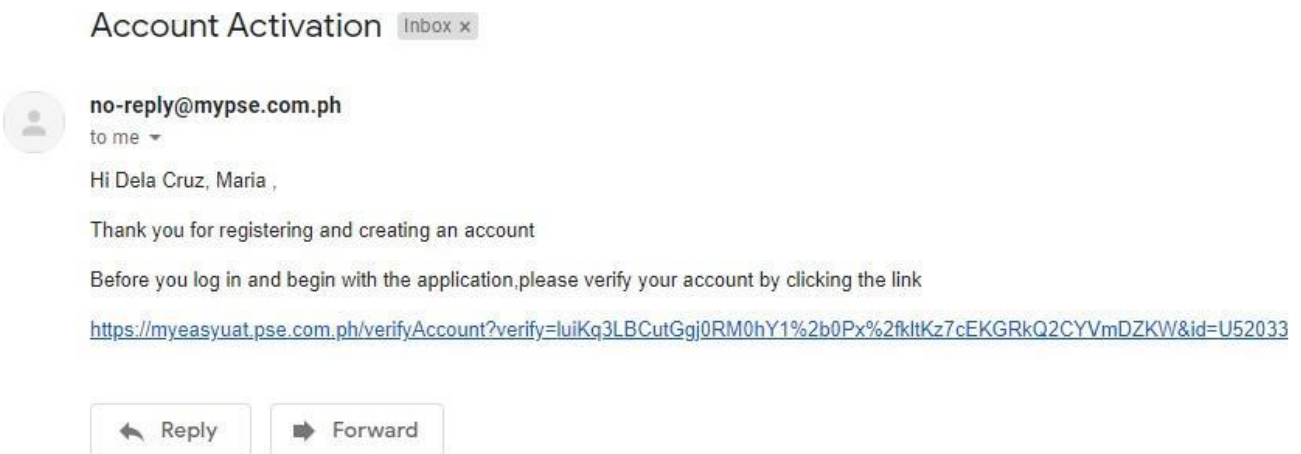 Account Activation Inbox x
no-reply@mypse.com.ph
to me
Hi Dela Cruz, Maria ,
Thank you for registering and creating an account
Before you log in and begin with the application,please verify your account by clicking the link
https://myeasyuat.pse.com.ph/verifyAccount?verify=luiKq3LBCutGgj0RM0hY1%2b0Px%2fkItKz7cEKGRkQ2CYVmDZKW&id=U52033
Reply Forward